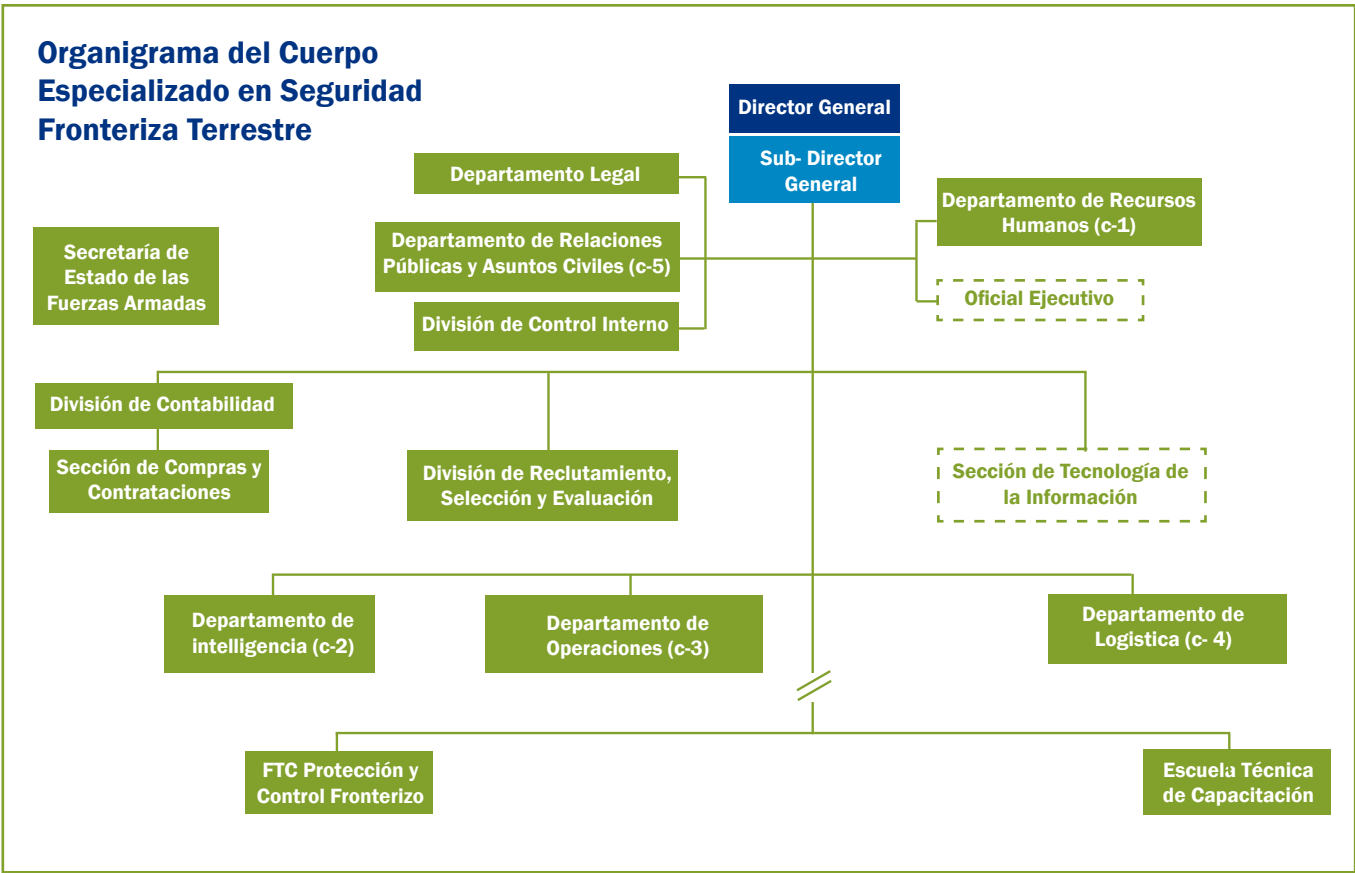 Organigrama del Cuerpo
Especializado en Seguridad
Fronteriza Terrestre
Director General
Sub- Director
General
Departamento Legal
Departamento de Recursos
Humanos (c-1)
Departamento de Relaciones
Públicas y Asuntos Civiles (c-5)
Secretaría de
Estado de las
Fuerzas Armadas
Oficial Ejecutivo
División de Control Interno
División de Contabilidad
Sección de Compras y
Contrataciones
División de Reclutamiento,
Selección y Evaluación
Sección de Tecnología de
la Información
Departamento de
intelligencia (c-2)
Departamento de
Operaciones (c-3)
Departamento de
Logistica (c- 4)
FTC Protección y
Control Fronterizo
Escuela Técnica
de Capacitación